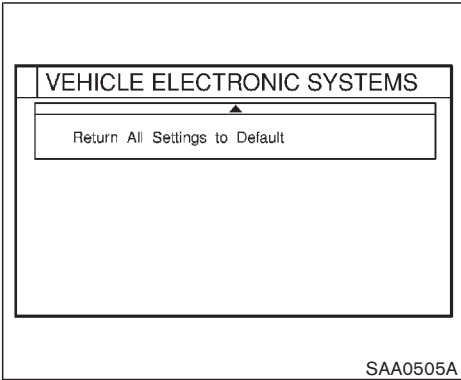 VEHICLE ELECTRONIC SYSTEMS
Return All Settings to Default
SAA0505A